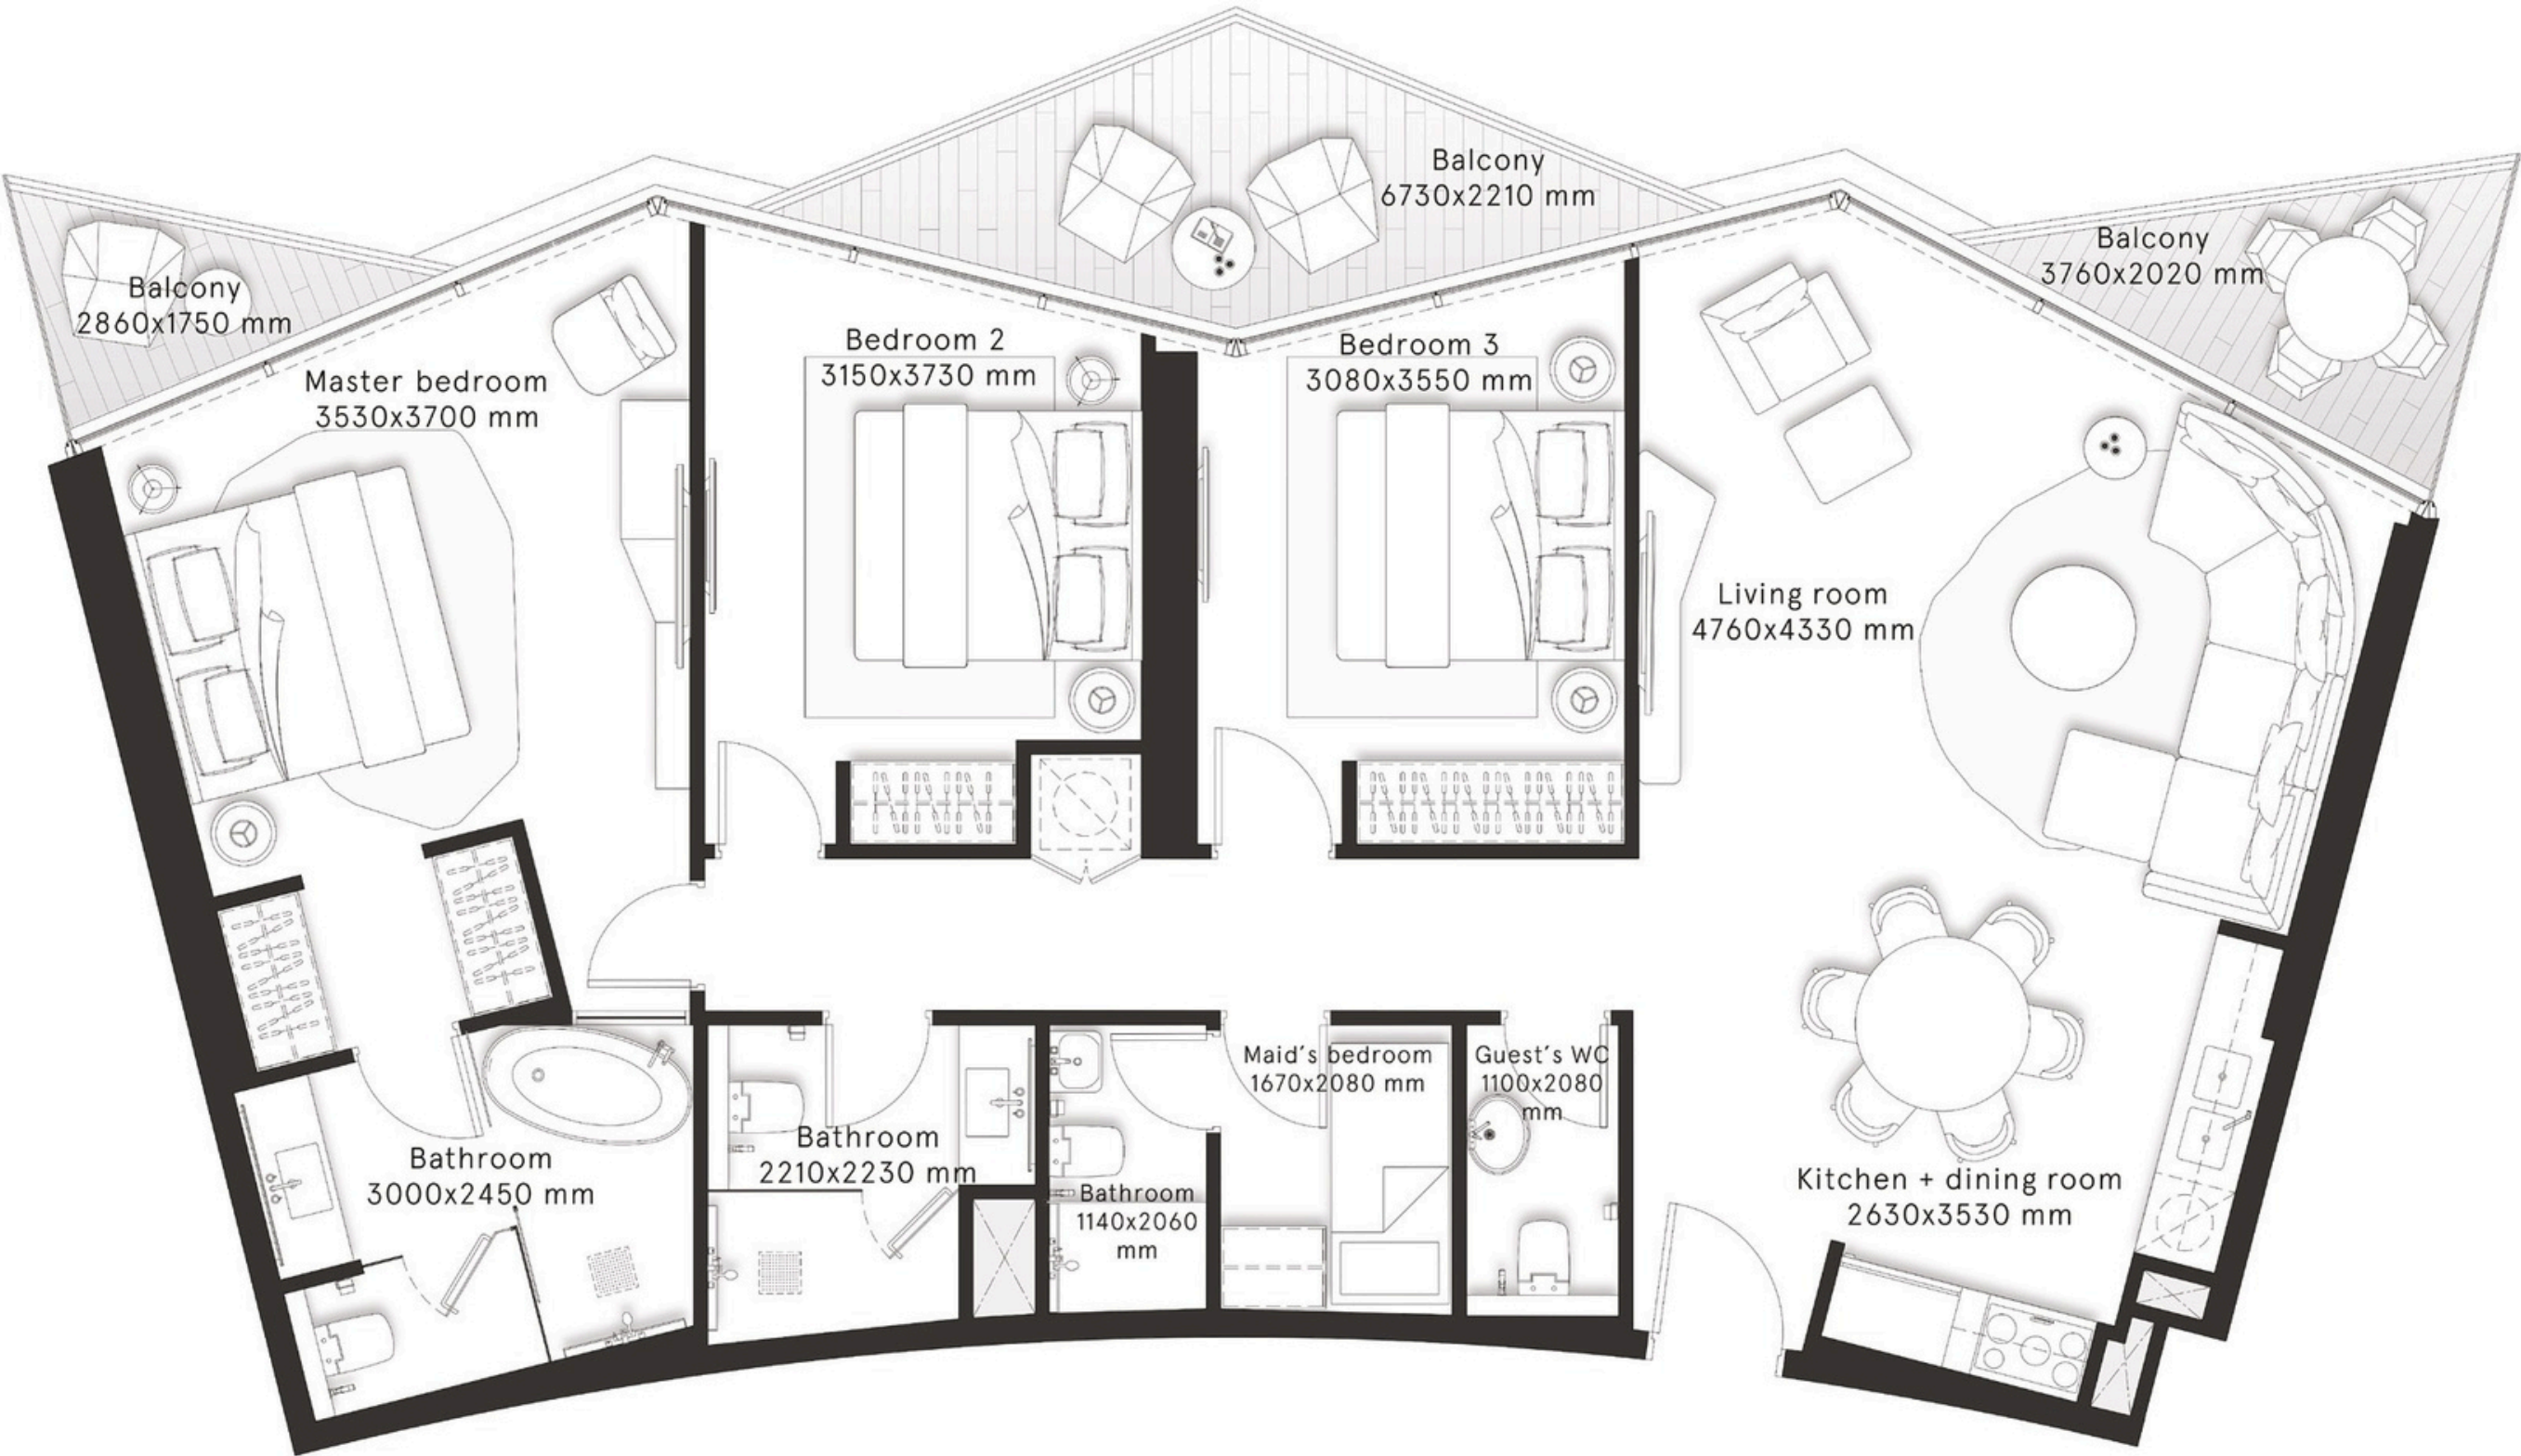 Balcony
6730x2210 mm
Balcony
3760x2020 mm
Balcony
2860x1750 mm
Master bedroom
3530x3700 mm
Bedroom 2
3150x3730 mm
Bedroom 3
3080x3550 mm
Living room
4760x4330 mm
Maid's bedroom
1670x2080 mm
Guest's WC
1100x2080
mm
Bathroom
3000x2450 mm
Bathroom
2210x2230 mm
Bathroom
1140x2060
mm
Kitchen + dining room
2630x3530 mm